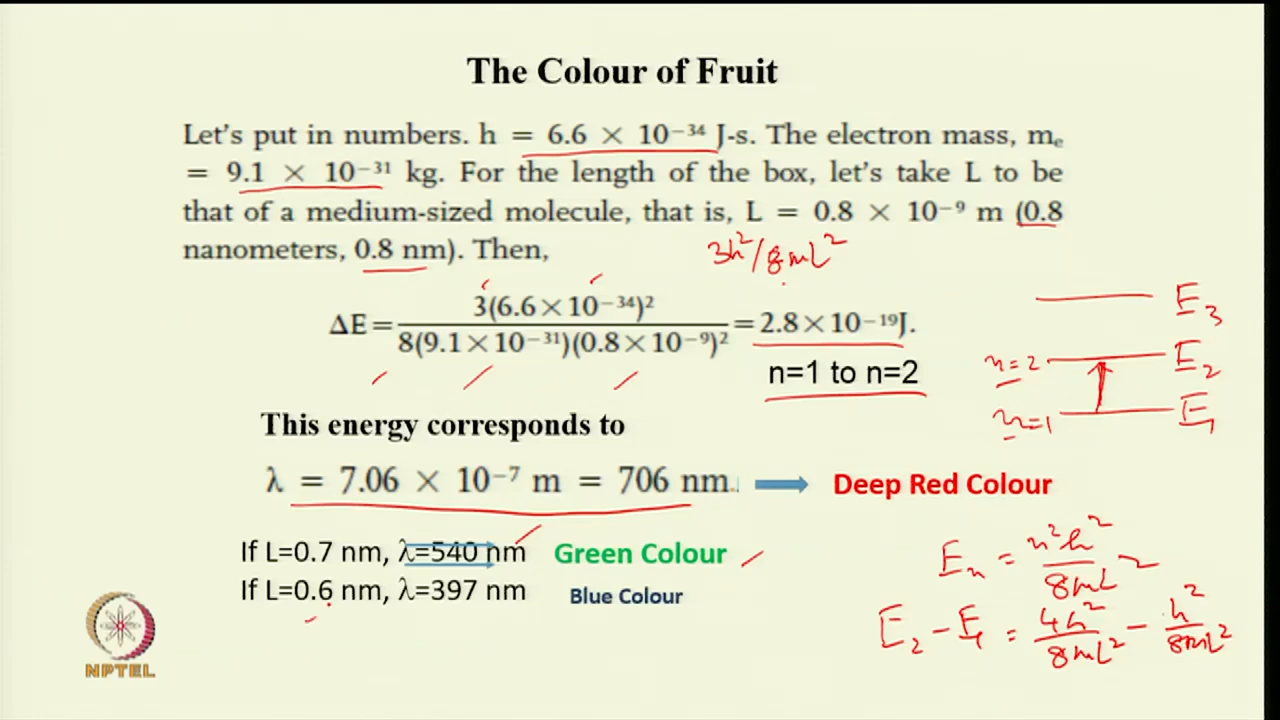 The Colour of Fruit
Let's put in numbers. h = 6.6 × 10⁻³⁴ J-s. The electron mass, mₑ
= 9.1 × 10⁻³¹ kg. For the length of the box, let's take L to be
that of a medium-sized molecule, that is, L = 0.8 × 10⁻⁹ m (0.8
nanometers, 0.8 nm). Then,
3h²/8mL²
ΔE = 3(6.6×10⁻³⁴)² / 8(9.1×10⁻³¹)(0.8×10⁻⁹)² = 2.8×10⁻¹⁹J.
n=1 to n=2
E₃
n=2 E₂
n=1 E₁
This energy corresponds to
λ = 7.06 × 10⁻⁷ m = 706 nm. Deep Red Colour
If L=0.7 nm, λ=540 nm Green Colour
If L=0.6 nm, λ=397 nm Blue Colour
Eₙ = n²h²/8mL²
E₂ - E₁ = 4h²/8mL² - h²/8mL²
NPTEL